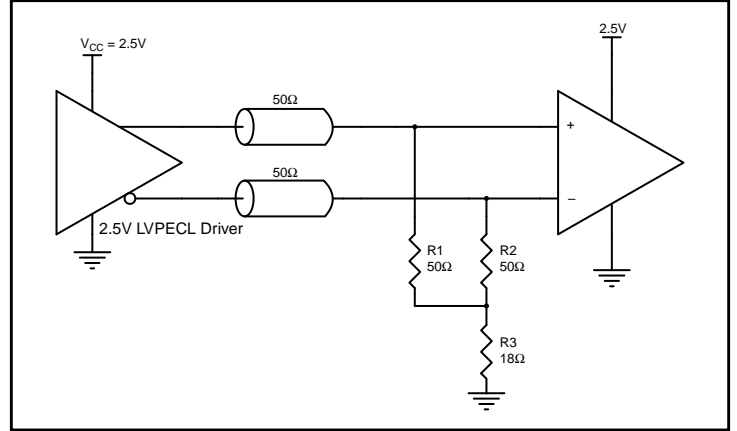 2.5V
V_CC = 2.5V
50Ω
+
50Ω
−
2.5V LVPECL Driver
R1
50Ω
R2
50Ω
R3
18Ω